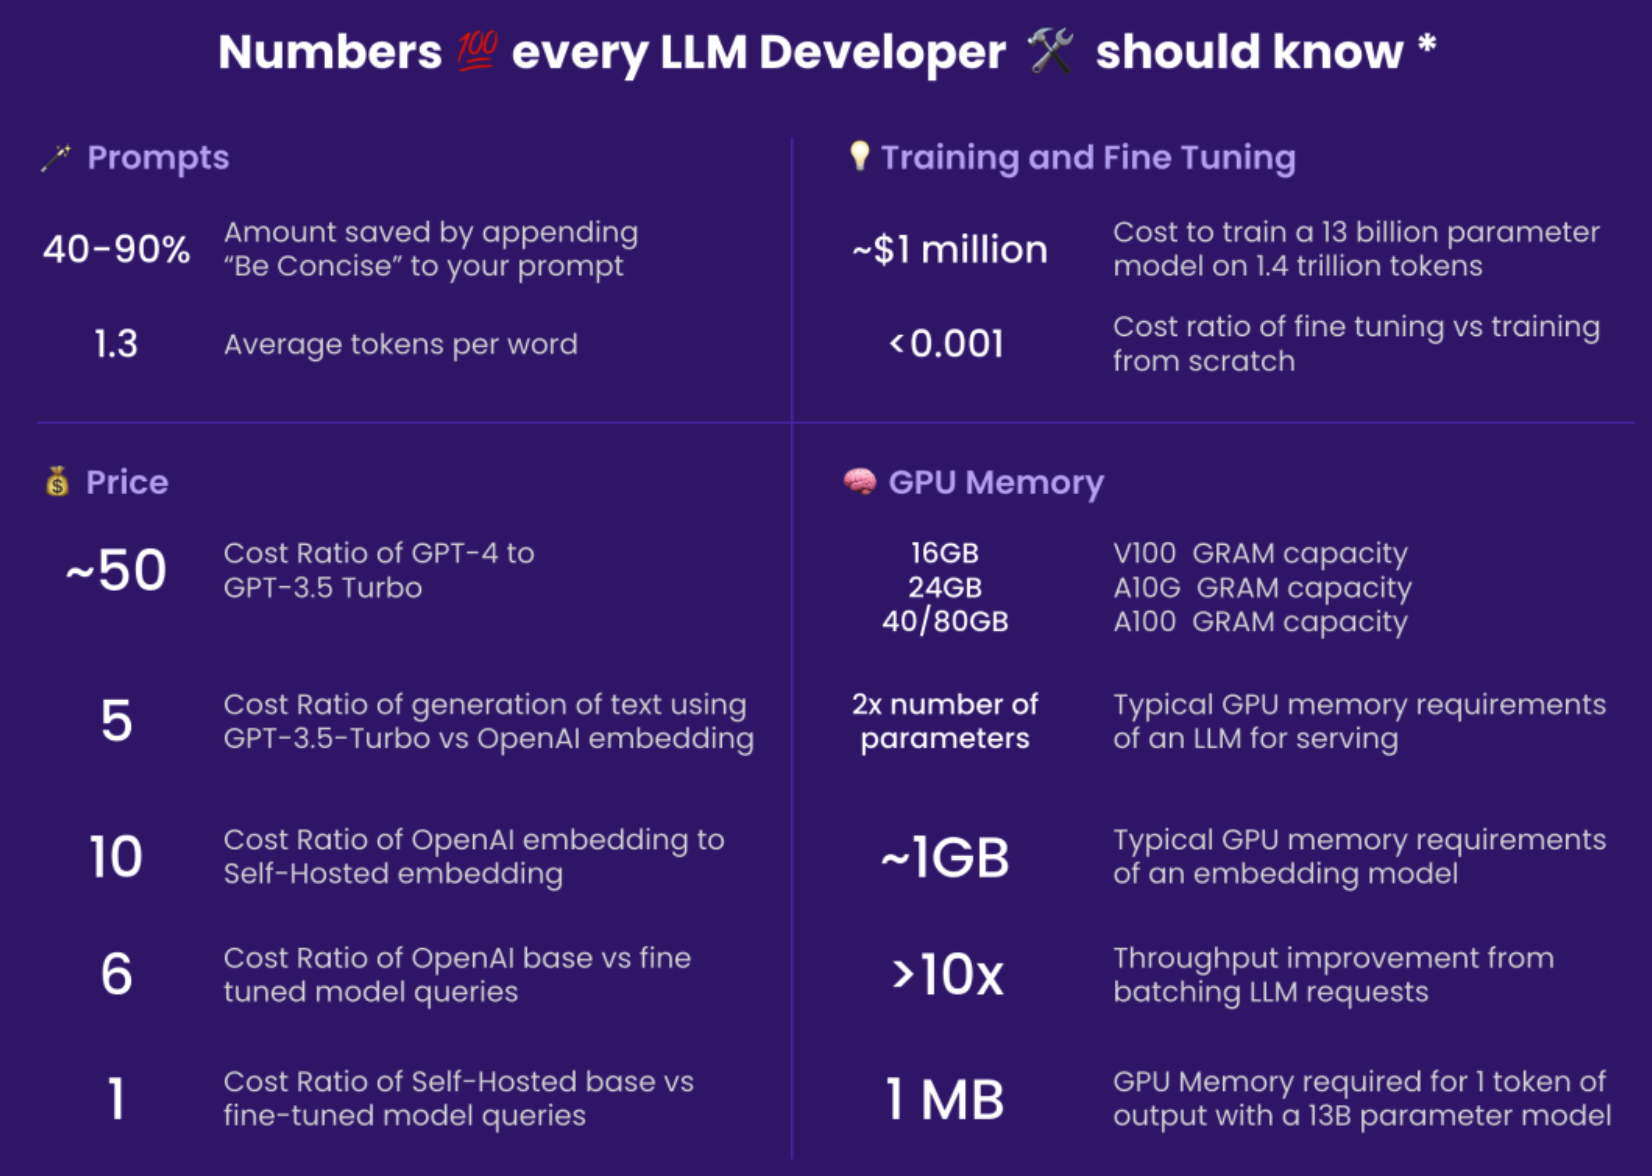 Numbers 💯 every LLM Developer 🛠 should know *
Prompts
40-90%
Amount saved by appending
“Be Concise” to your prompt
1.3
Average tokens per word
Training and Fine Tuning
~$1 million
Cost to train a 13 billion parameter
model on 1.4 trillion tokens
<0.001
Cost ratio of fine tuning vs training
from scratch
Price
~50
Cost Ratio of GPT-4 to
GPT-3.5 Turbo
5
Cost Ratio of generation of text using
GPT-3.5-Turbo vs OpenAI embedding
10
Cost Ratio of OpenAI embedding to
Self-Hosted embedding
6
Cost Ratio of OpenAI base vs fine
tuned model queries
1
Cost Ratio of Self-Hosted base vs
fine-tuned model queries
GPU Memory
16GB V100 GRAM capacity
24GB A10G GRAM capacity
40/80GB A100 GRAM capacity
2x number of
parameters
Typical GPU memory requirements
of an LLM for serving
~1GB
Typical GPU memory requirements
of an embedding model
>10x
Throughput improvement from
batching LLM requests
1 MB
GPU Memory required for 1 token of
output with a 13B parameter model